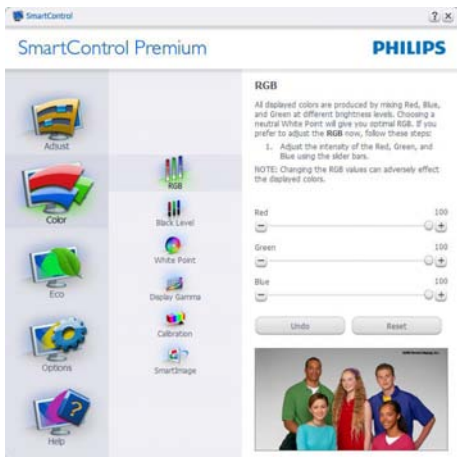 SmartControl
SmartControl Premium
PHILIPS
Adjust
Color
Eco
Options
Help
RGB
Black Level
White Point
Display Gamma
Calibration
SmartImage
RGB
All displayed colors are produced by mixing Red, Blue,
and Green at different brightness levels. Choosing a
neutral White Point will give you optimal RGB. If you
prefer to adjust the RGB now, follow these steps:
1. Adjust the intensity of the Red, Green, and
Blue using the slider bars.
NOTE: Changing the RGB values can adversely effect
the displayed colors.
Red 100
Green 100
Blue 100
Undo Reset